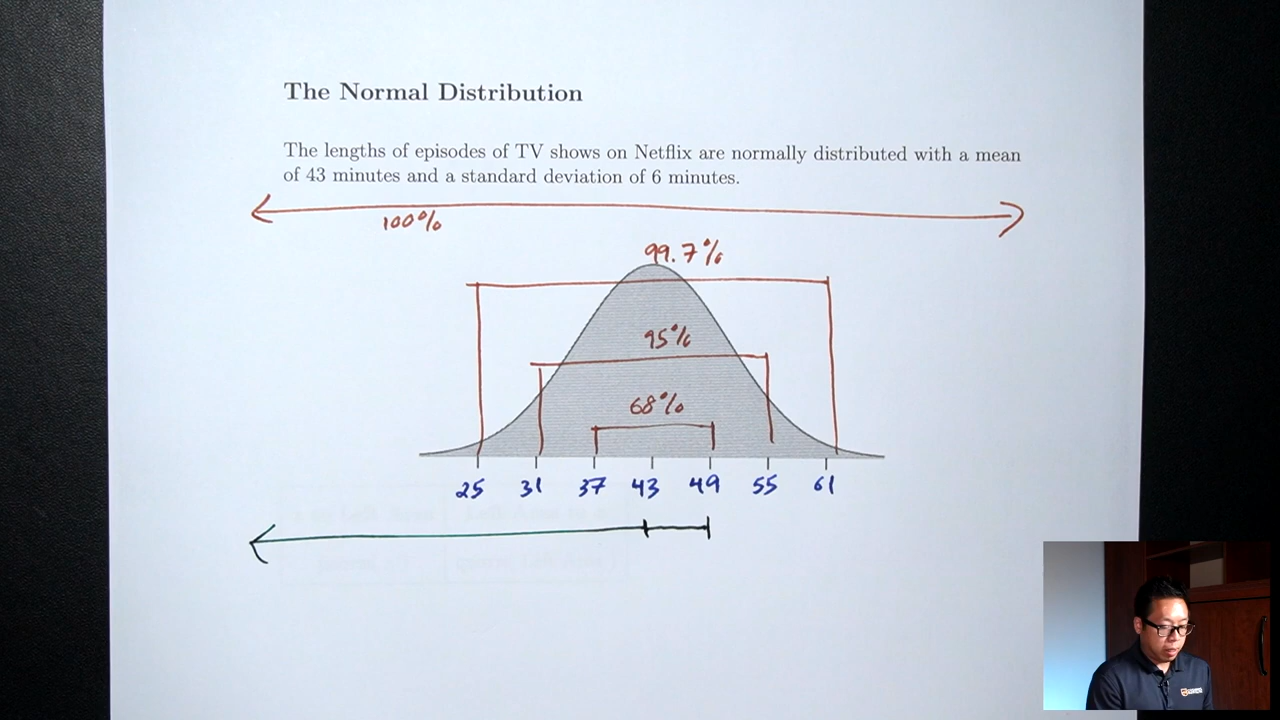 The Normal Distribution
The lengths of episodes of TV shows on Netflix are normally distributed with a mean
of 43 minutes and a standard deviation of 6 minutes.
100%
99.7%
95%
68%
25 31 37 43 49 55 61